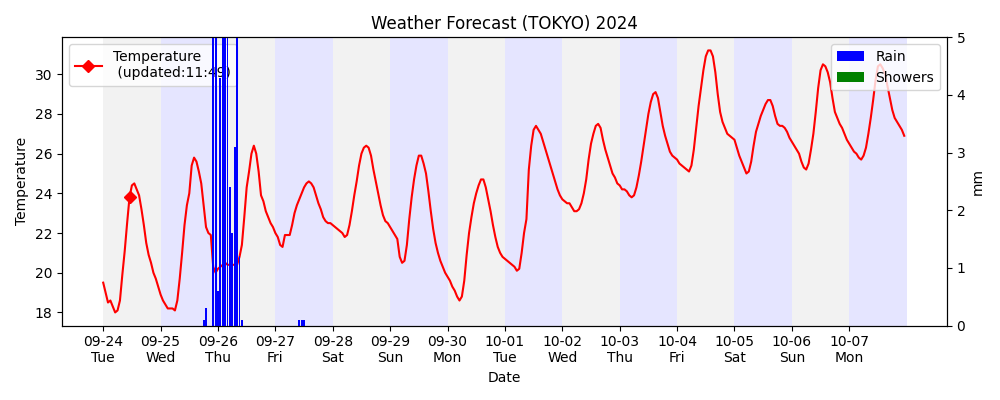 Weather Forecast (TOKYO) 2024
Temperature
(updated:11:49)
Rain
Showers
Temperature
30
28
26
24
22
20
18
5
4
3
2
1
0
mm
09-24 09-25 09-26 09-27 09-28 09-29 09-30 10-01 10-02 10-03 10-04 10-05 10-06 10-07
Tue Wed Thu Fri Sat Sun Mon Tue Wed Thu Fri Sat Sun Mon
Date